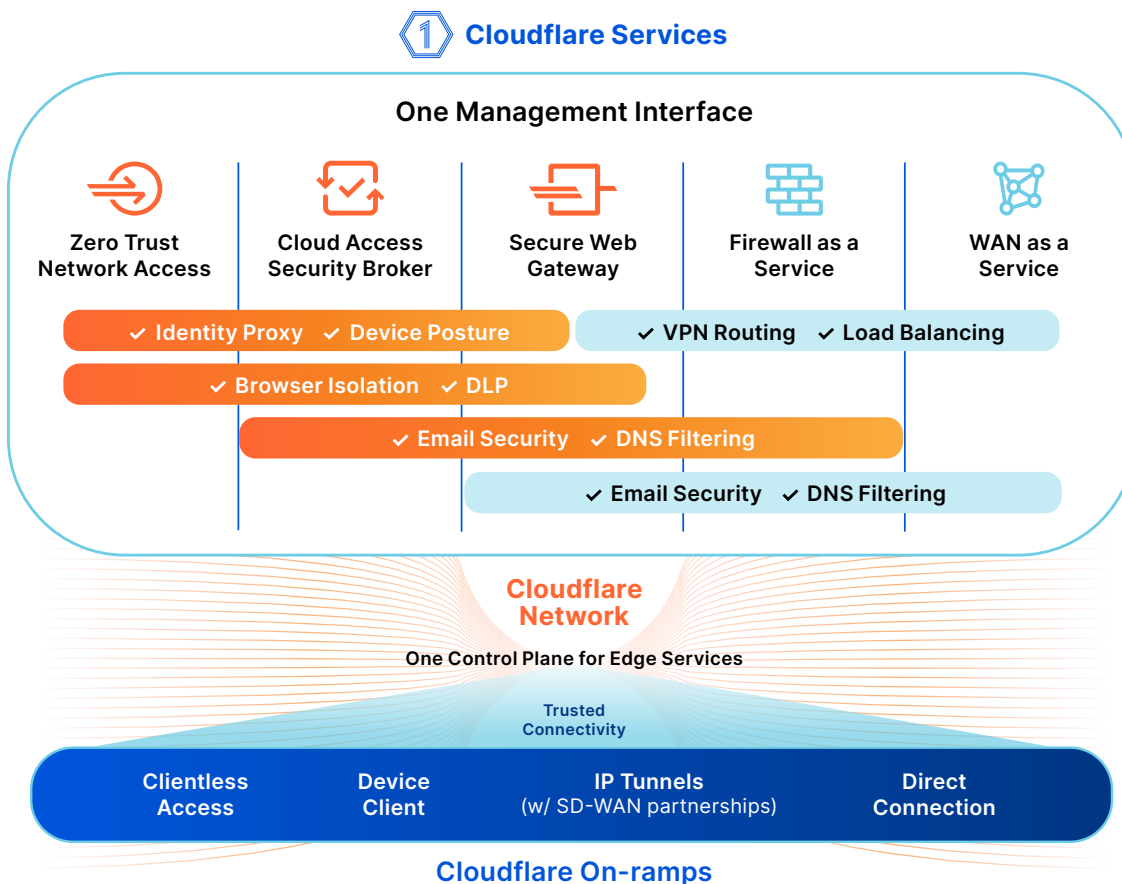 1 Cloudflare Services
One Management Interface
Zero Trust
Network Access
Cloud Access
Security Broker
Secure Web
Gateway
Firewall as a
Service
WAN as a
Service
✓ Identity Proxy ✓ Device Posture
✓ VPN Routing ✓ Load Balancing
✓ Browser Isolation ✓ DLP
✓ Email Security ✓ DNS Filtering
✓ Email Security ✓ DNS Filtering
Cloudflare
Network
One Control Plane for Edge Services
Trusted
Connectivity
Clientless
Access
Device
Client
IP Tunnels
(w/ SD-WAN partnerships)
Direct
Connection
Cloudflare On-ramps